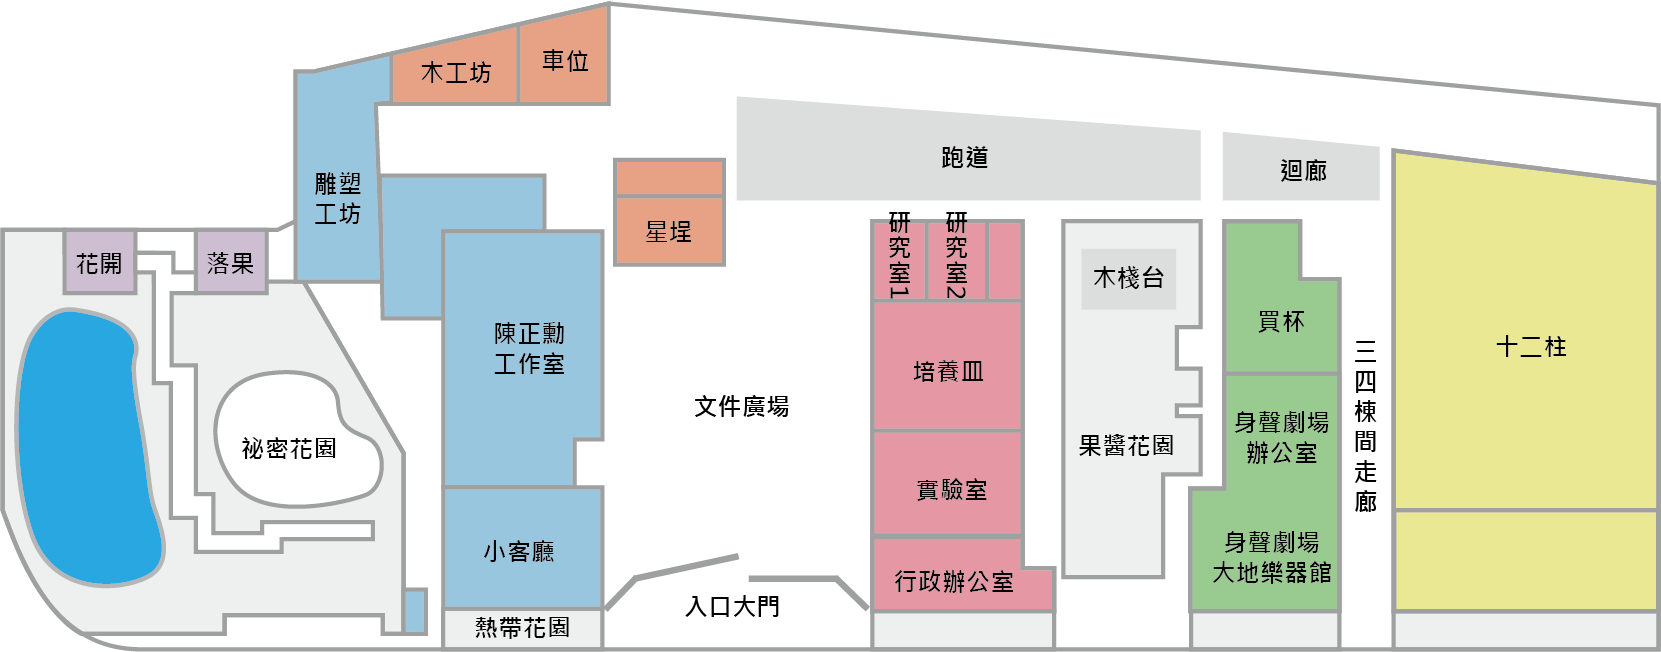 木工坊
車位
雕塑
工坊
花開
落果
祕密花園
陳正勳
工作室
小客廳
熱帶花園
星埕
文件廣場
入口大門
跑道
迴廊
研究室1
研究室2
培養皿
實驗室
行政辦公室
木棧台
果醬花園
買杯
身聲劇場
辦公室
身聲劇場
大地樂器館
三四棟間走廊
十二柱